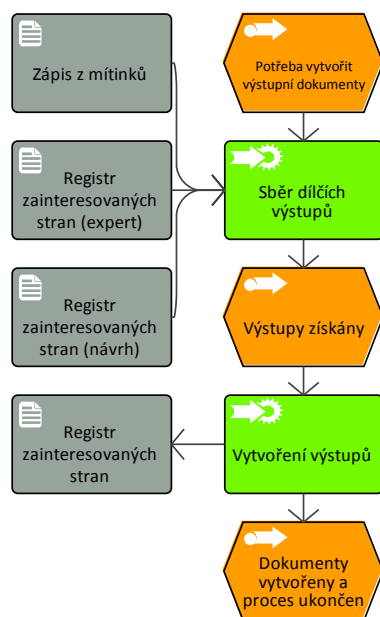 Zápis z mítinků
Potřeba vytvořit
výstupní dokumenty
Registr
zainteresovaných
stran (expert)
Sběr dílčích
výstupů
Registr
zainteresovaných
stran (návrh)
Výstupy získány
Registr
zainteresovaných
stran
Vytvoření výstupů
Dokumenty
vytvořeny a
proces ukončen